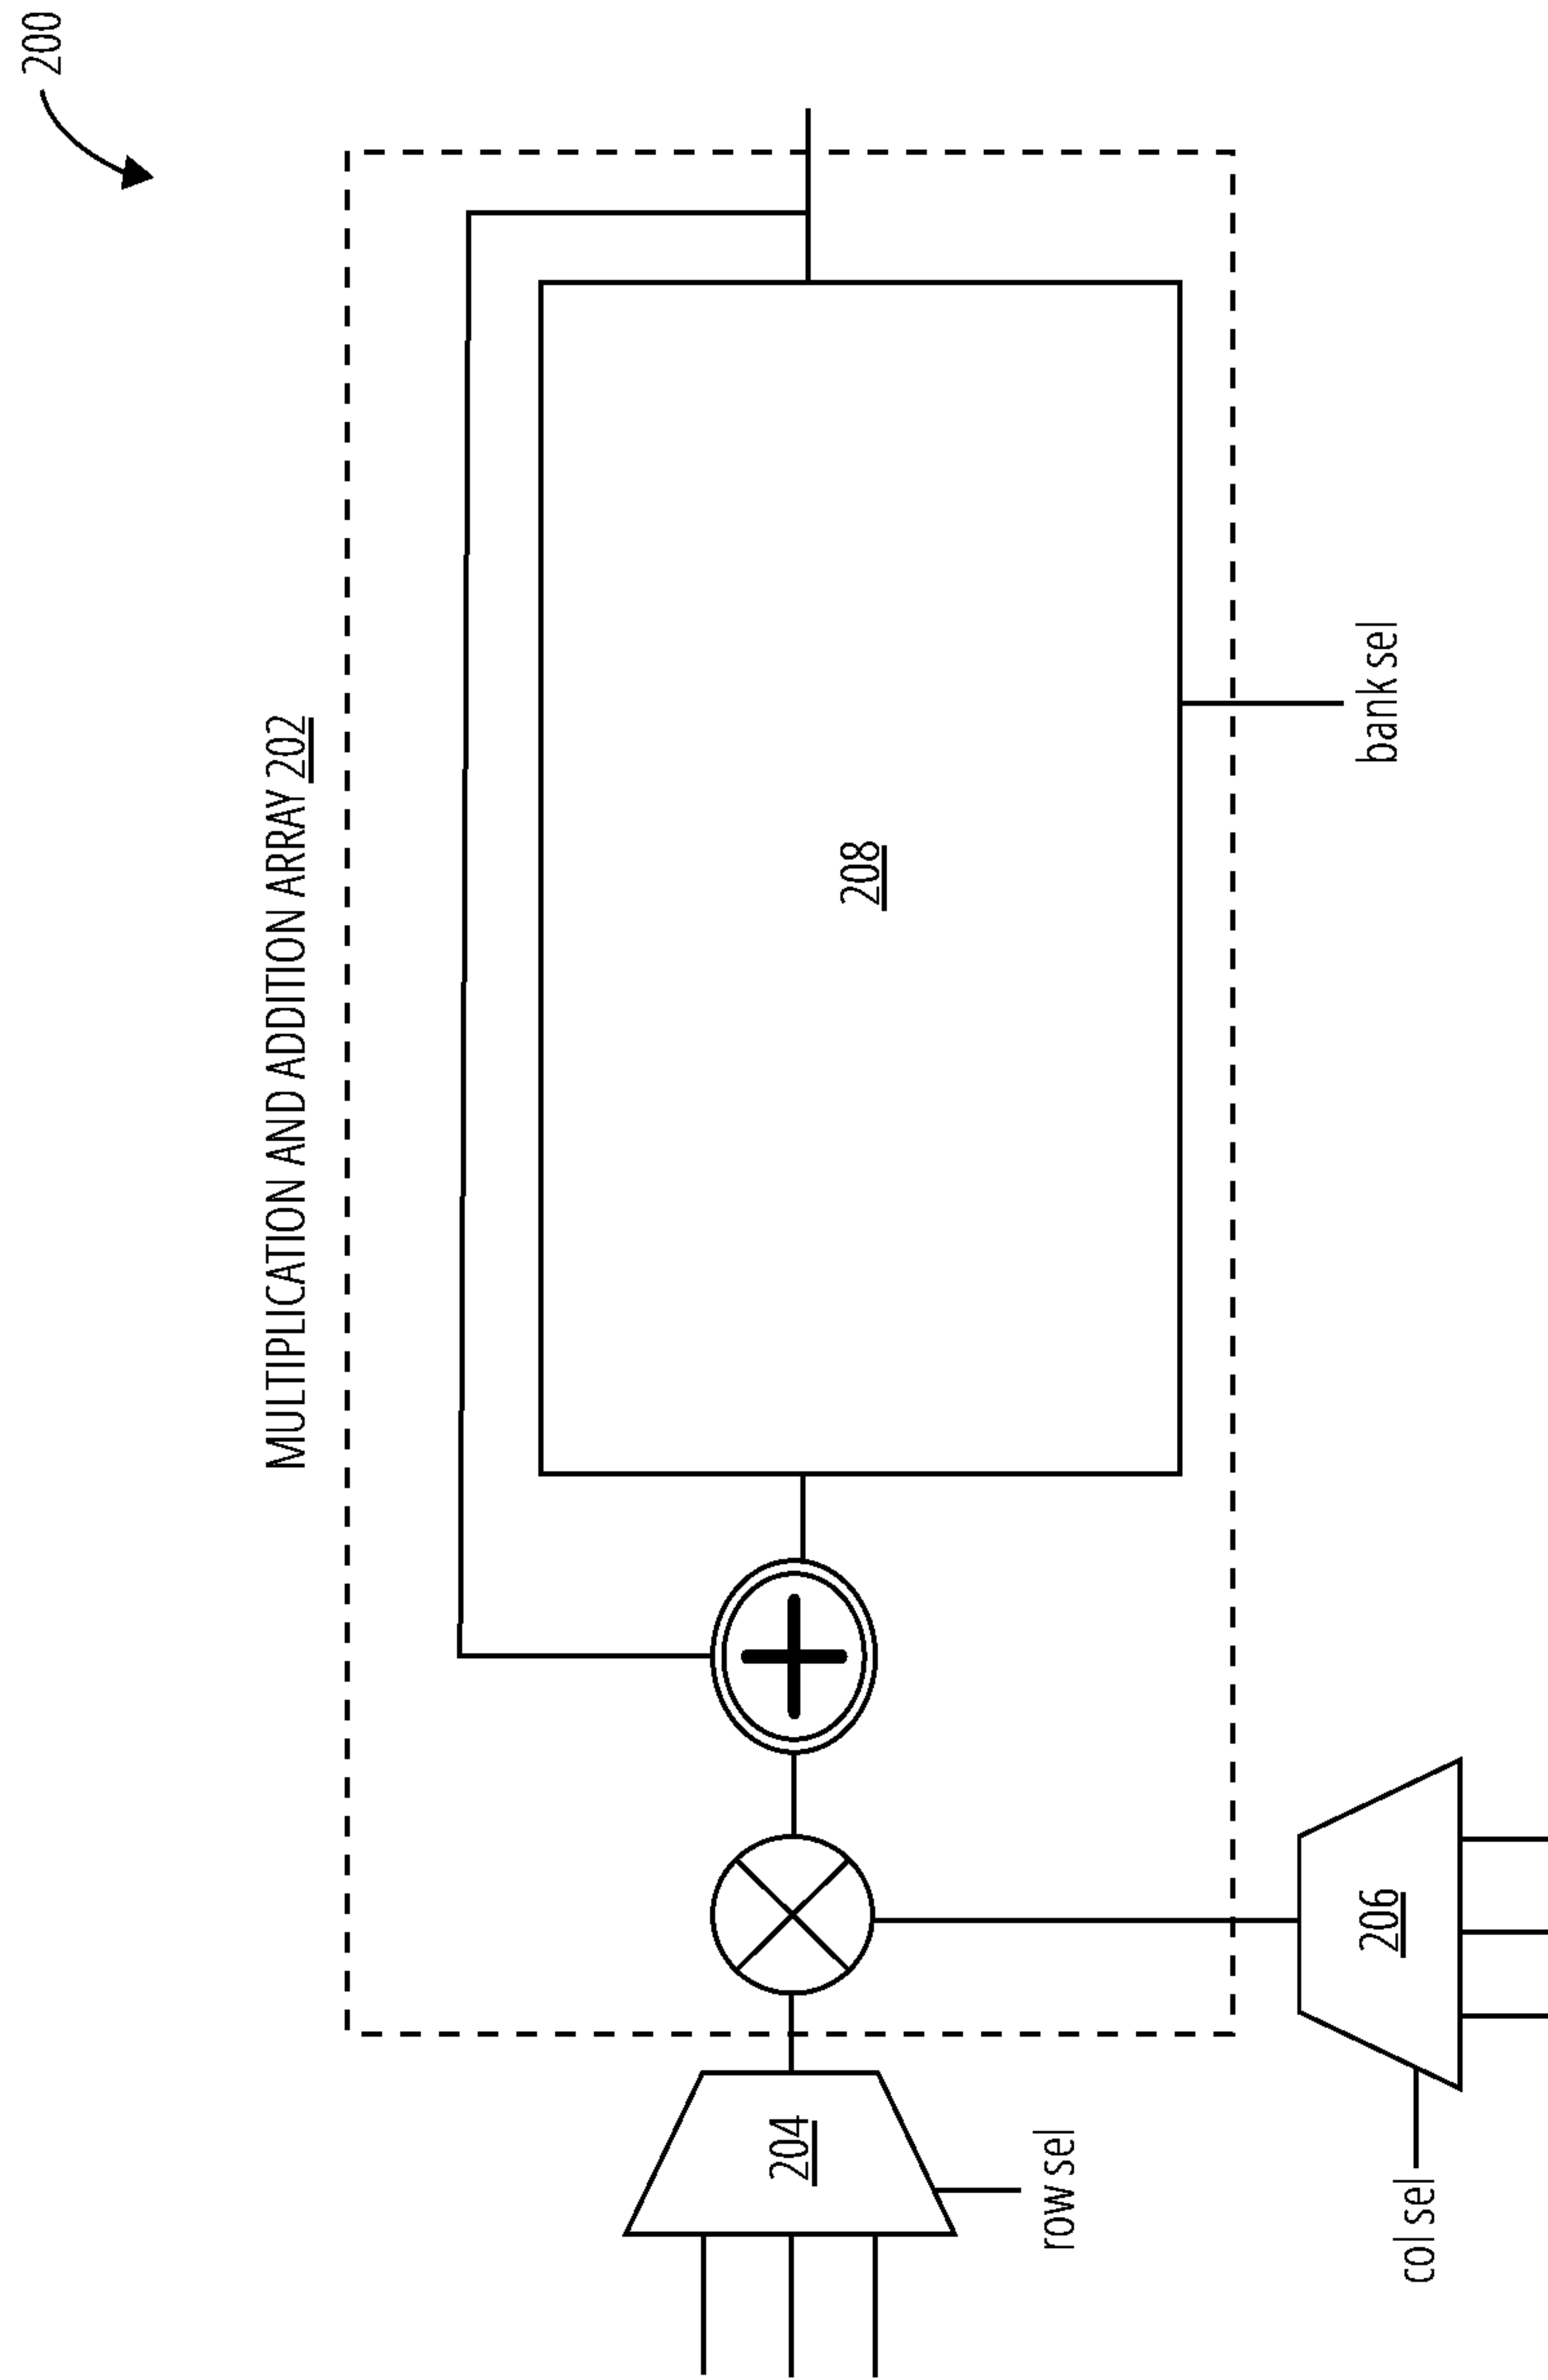 200
MULTIPLICATION AND ADDITION ARRAY 202
208
bank sel
204
row sel
206
col sel